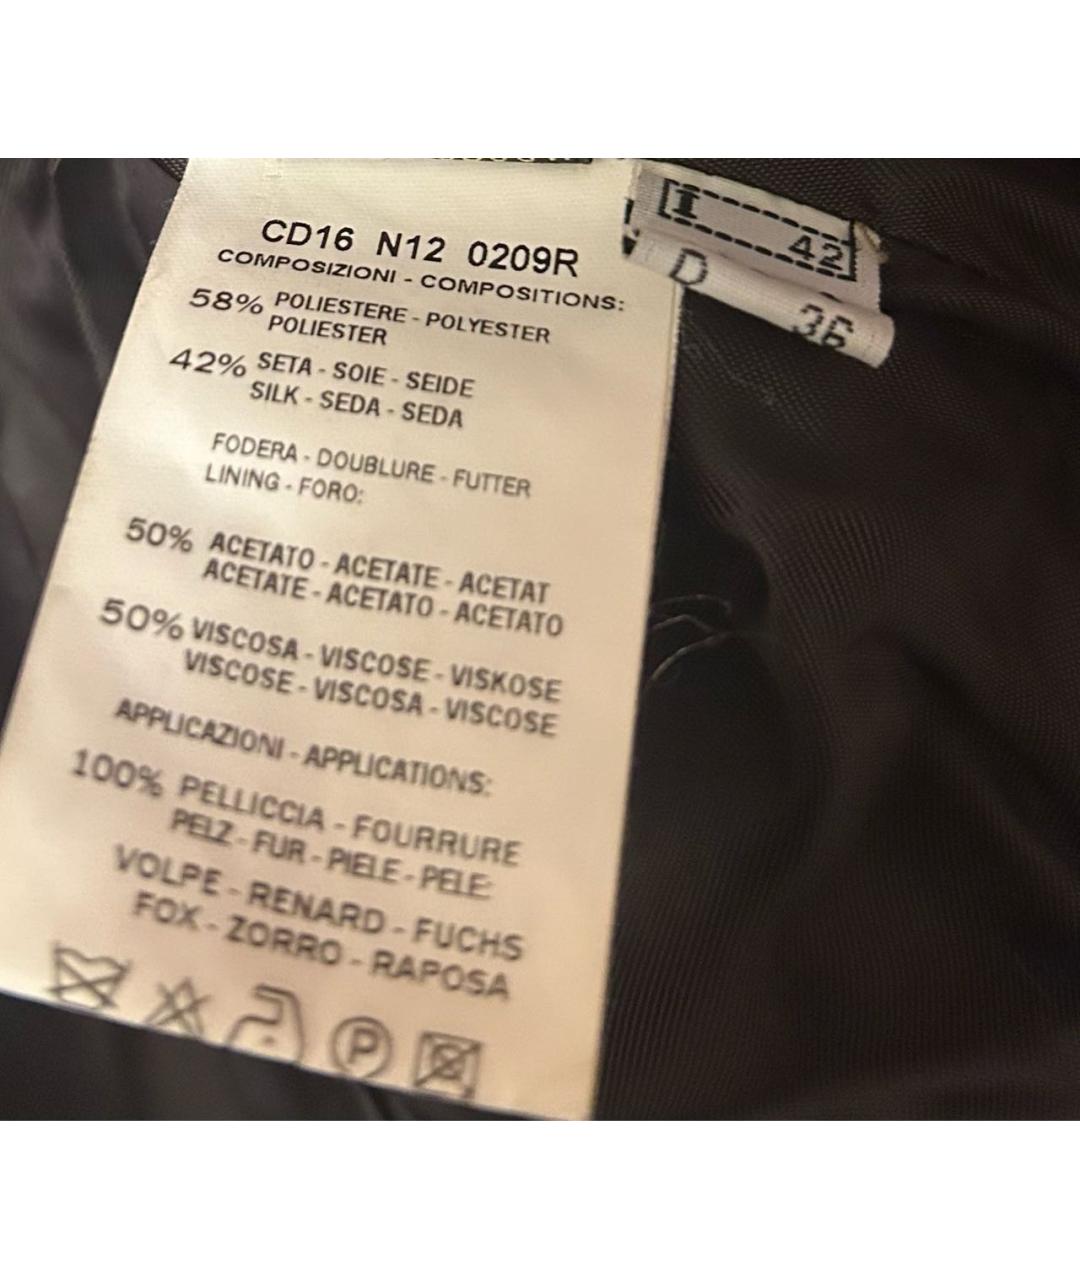 CD16 N12 0209R
COMPOSIZIONI - COMPOSITIONS:
58% POLIESTERE - POLYESTER
POLIESTER
42% SETA - SOIE - SEIDE
SILK - SEDA - SEDA
FODERA - DOUBLURE - FUTTER
LINING - FORO:
50% ACETATO - ACETATE - ACETAT
ACETATE - ACETATO - ACETATO
50% VISCOSA - VISCOSE - VISKOSE
VISCOSE - VISCOSA - VISCOSE
APPLICAZIONI - APPLICATIONS:
100% PELLICCIA - FOURRURE
PELZ - FUR - PIELE - PELE:
VOLPE - RENARD - FUCHS
FOX - ZORRO - RAPOSA
P
I 42
D 36